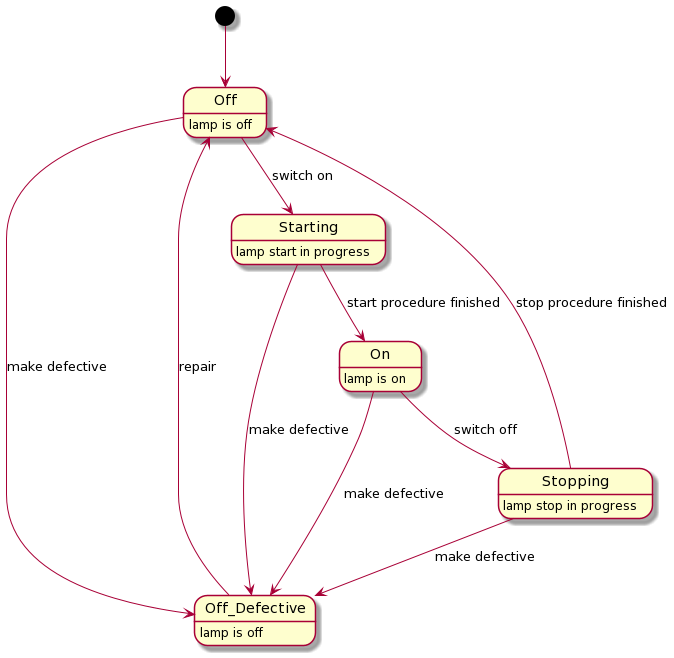 Off
lamp is off
switch on
Starting
lamp start in progress
start procedure finished
stop procedure finished
On
lamp is on
make defective
repair
make defective
switch off
Stopping
lamp stop in progress
make defective
make defective
Off_Defective
lamp is off